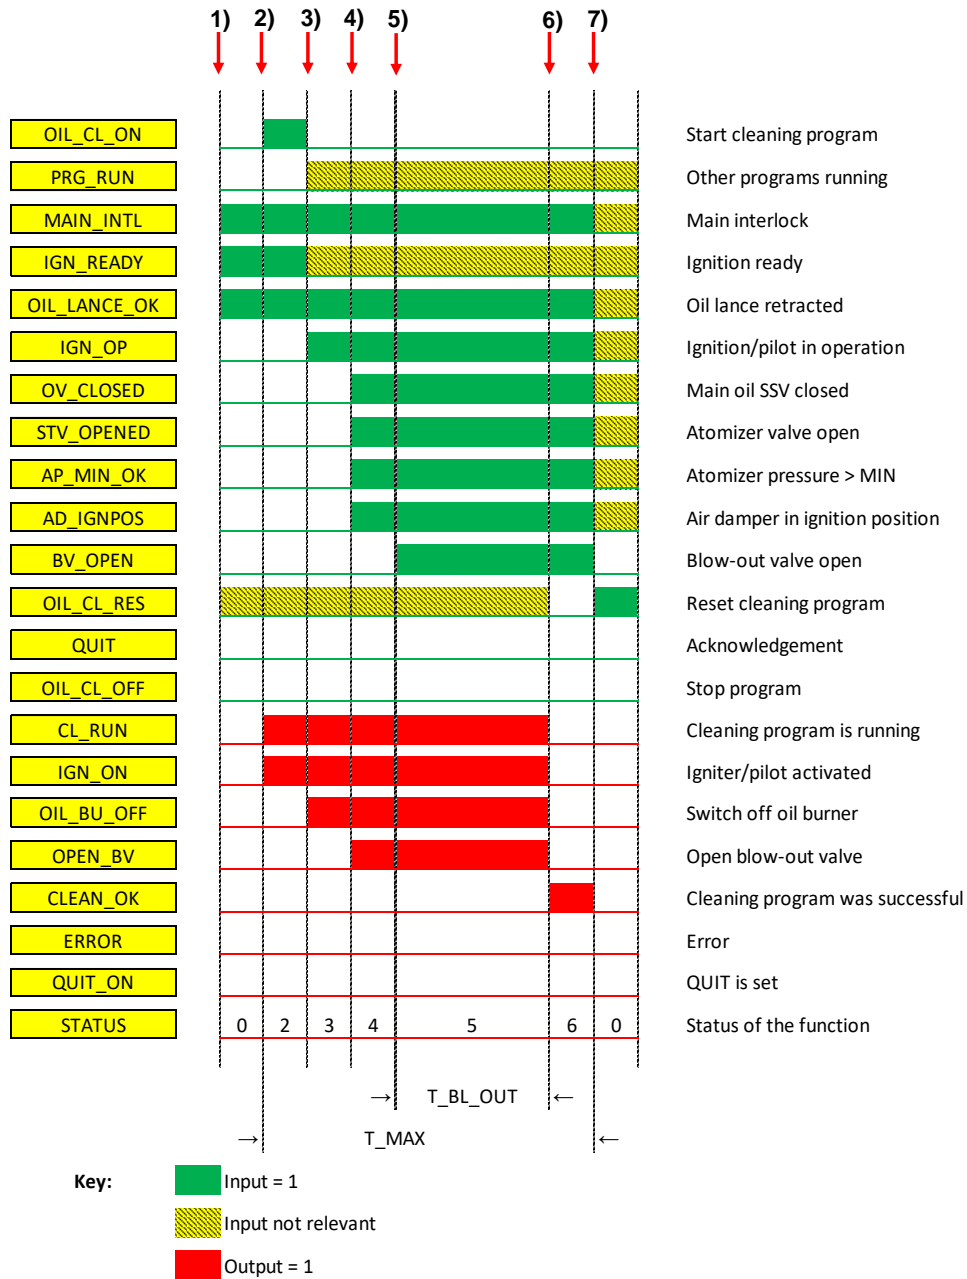 1) 2) 3) 4) 5) 6) 7)
OIL_CL_ON Start cleaning program
PRG_RUN Other programs running
MAIN_INTL Main interlock
IGN_READY Ignition ready
OIL_LANCE_OK Oil lance retracted
IGN_OP Ignition/pilot in operation
OV_CLOSED Main oil SSV closed
STV_OPENED Atomizer valve open
AP_MIN_OK Atomizer pressure > MIN
AD_IGNPOS Air damper in ignition position
BV_OPEN Blow-out valve open
OIL_CL_RES Reset cleaning program
QUIT Acknowledgement
OIL_CL_OFF Stop program
CL_RUN Cleaning program is running
IGN_ON Igniter/pilot activated
OIL_BU_OFF Switch off oil burner
OPEN_BV Open blow-out valve
CLEAN_OK Cleaning program was successful
ERROR Error
QUIT_ON QUIT is set
STATUS 0 2 3 4 5 6 0 Status of the function
→ T_BL_OUT ←
→ T_MAX ←
Key: Input = 1
Input not relevant
Output = 1